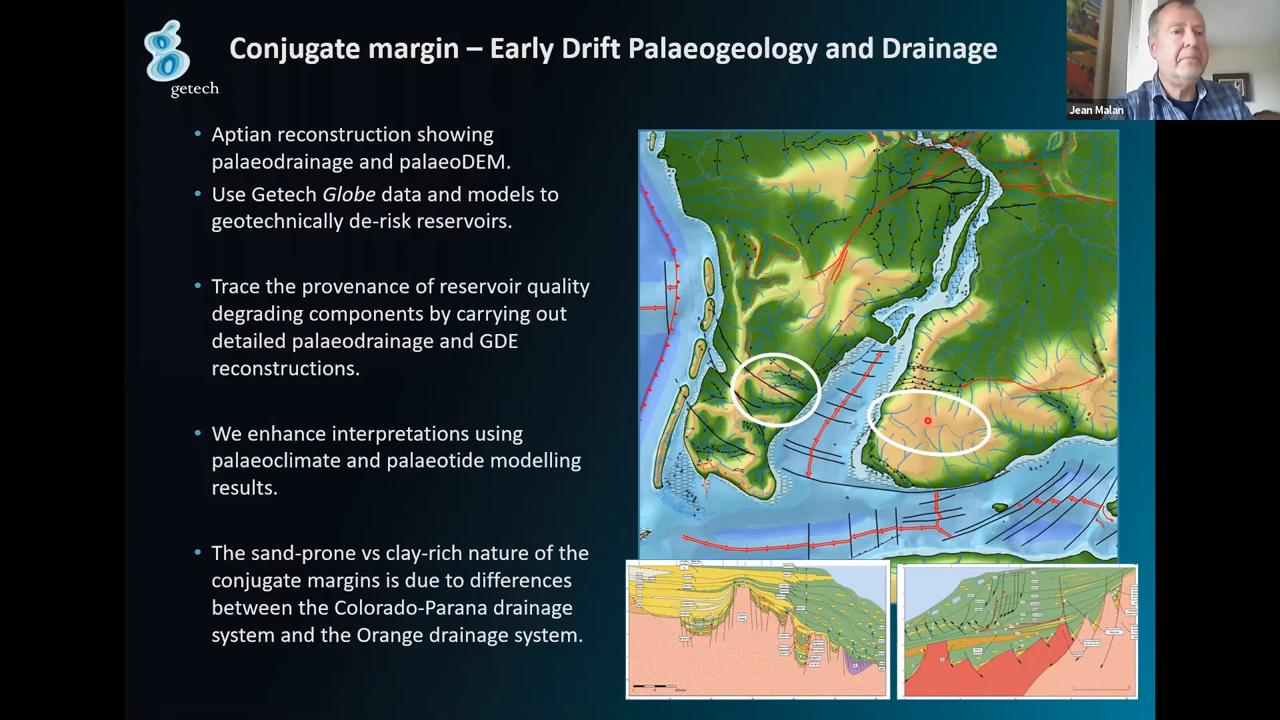 Conjugate margin – Early Drift Palaeogeology and Drainage
getech
Jean Malan
• Aptian reconstruction showing
palaeodrainage and palaeoDEM.
• Use Getech Globe data and models to
geotechnically de-risk reservoirs.
• Trace the provenance of reservoir quality
degrading components by carrying out
detailed palaeodrainage and GDE
reconstructions.
• We enhance interpretations using
palaeoclimate and palaeotide modelling
results.
• The sand-prone vs clay-rich nature of the
conjugate margins is due to differences
between the Colorado-Parana drainage
system and the Orange drainage system.